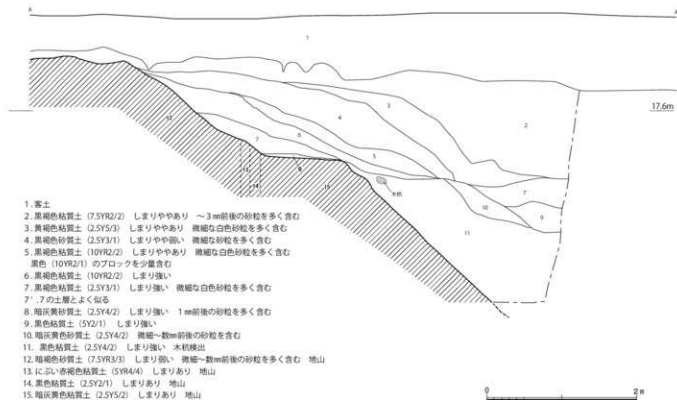 A
A'
1
17.6m
3
4
2
12
6
7
5
7'
13
8
14
15
木杭
10
9
11
1 . 客土
2 . 黒褐色粘質土（7.5YR2/2） しまりややあり ～3㎜前後の砂粒を多く含む
3 . 黄褐色粘質土（2.5Y5/3） しまりややあり 微細な白色砂粒を多く含む
4 . 黒褐色砂質土（2.5Y3/1） しまりやや弱い 微細な砂粒を多く含む
5 . 黒褐色粘質土（10YR2/2） しまりややあり 微細な白色砂粒を多く含む
黒色（10YR2/1）のブロックを少量含む
6 . 黒褐色粘質土（10YR2/2） しまり強い
7 . 黒褐色粘質土（2.5Y3/1） しまり強い 微細な白色砂粒を多く含む
7' . 7 の土層とよく似る
8 . 暗灰黄色砂質土（2.5Y4/2） しまり強い 1㎜前後の砂粒を多く含む
9 . 黒色粘質土（5Y2/1） しまり強い
10 . 暗灰黄色砂質土（2.5Y4/2） 微細～数㎜前後の砂粒を含む
11 . 黒色粘質土（2.5Y4/2） しまり強い 木杭検出
12 . 暗褐色砂質土（7.5YR3/3） しまり弱い 微細～数㎜前後の砂粒を多く含む 地山
13 . にぶい赤褐色粘質土（5YR4/4） しまりあり 地山
14 . 黒色粘質土（2.5Y2/1） しまりあり 地山
15 . 暗灰黄色粘質土（2.5Y5/2） しまりあり 地山
0
2 m